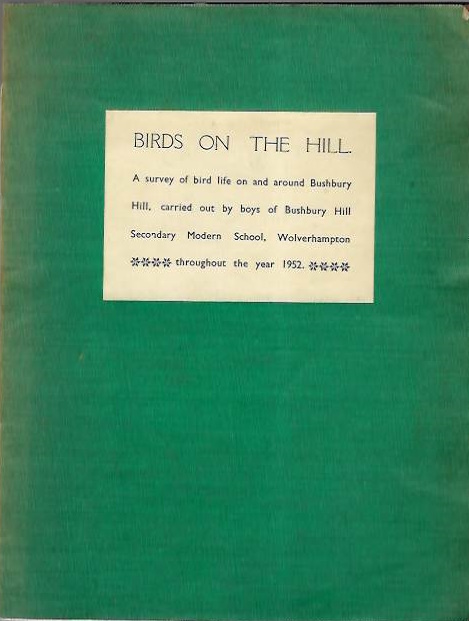 BIRDS ON THE HILL.
A survey of bird life on and around Bushbury
Hill, carried out by boys of Bushbury Hill
Secondary Modern School, Wolverhampton
**** throughout the year 1952. ****